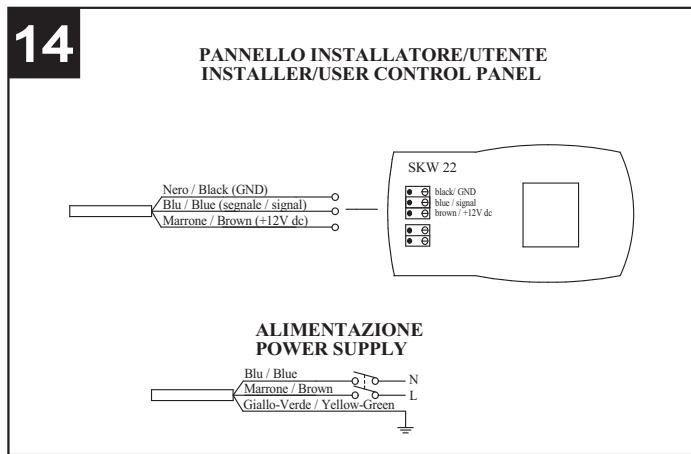 14
PANNELLO INSTALLATORE/UTENTE
INSTALLER/USER CONTROL PANEL
Nero / Black (GND)
Blu / Blue (segnale / signal)
Marrone / Brown (+12V dc)
SKW 22
black/ GND
blue / signal
brown / +12V dc
ALIMENTAZIONE
POWER SUPPLY
Blu / Blue
N
Marrone / Brown
L
Giallo-Verde / Yellow-Green